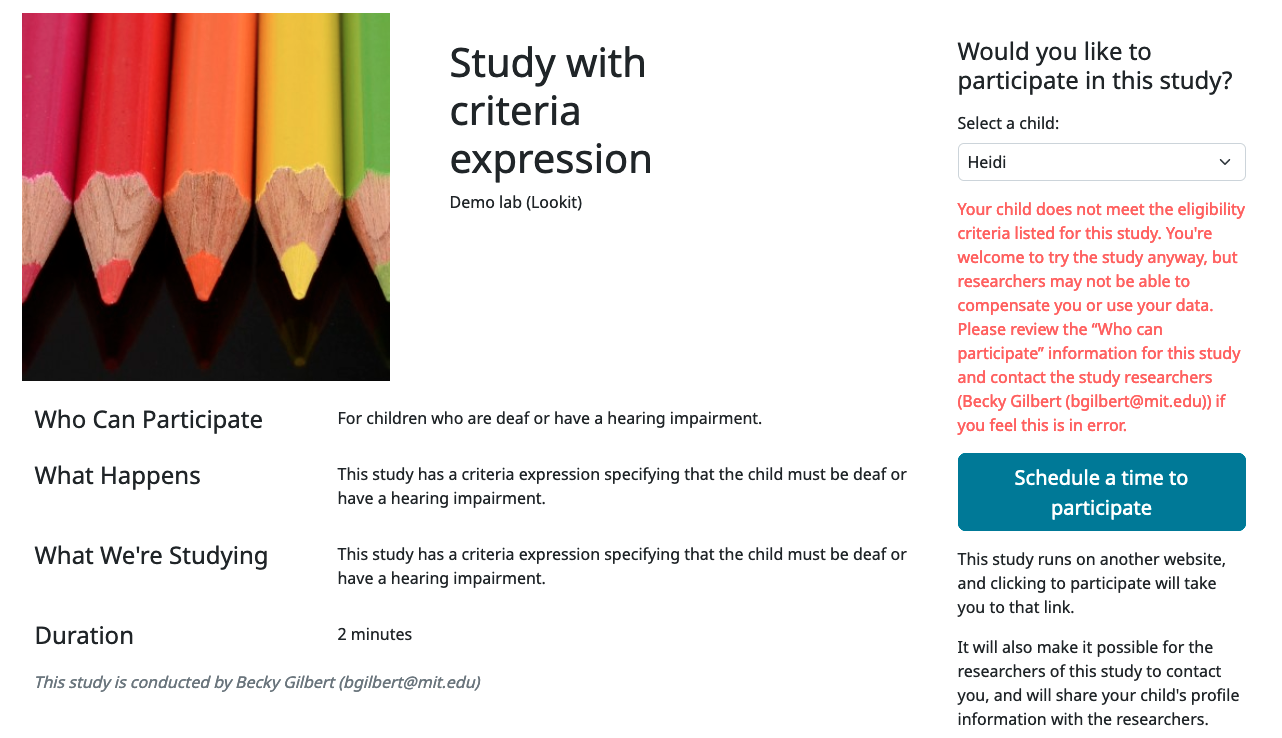 Study with
criteria
expression
Demo lab (Lookit)
Who Can Participate
For children who are deaf or have a hearing impairment.
What Happens
This study has a criteria expression specifying that the child must be deaf or
have a hearing impairment.
What We're Studying
This study has a criteria expression specifying that the child must be deaf or
have a hearing impairment.
Duration
2 minutes
This study is conducted by Becky Gilbert (bgilbert@mit.edu)
Would you like to
participate in this study?
Select a child:
Heidi
Your child does not meet the eligibility
criteria listed for this study. You're
welcome to try the study anyway, but
researchers may not be able to
compensate you or use your data.
Please review the “Who can
participate” information for this study
and contact the study researchers
(Becky Gilbert (bgilbert@mit.edu)) if
you feel this is in error.
Schedule a time to
participate
This study runs on another website,
and clicking to participate will take
you to that link.
It will also make it possible for the
researchers of this study to contact
you, and will share your child's profile
information with the researchers.